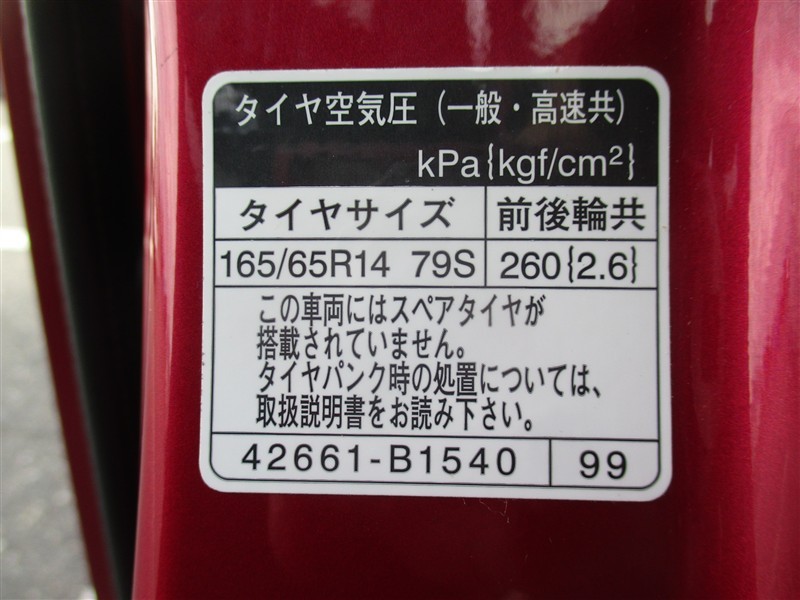 タイヤ空気圧（一般・高速共）
kPa{kgf/cm²}
タイヤサイズ 前後輪共
165/65R14 79S 260{2.6}
この車両にはスペアタイヤが
搭載されていません。
タイヤパンク時の処置については、
取扱説明書をお読み下さい。
42661-B1540 99